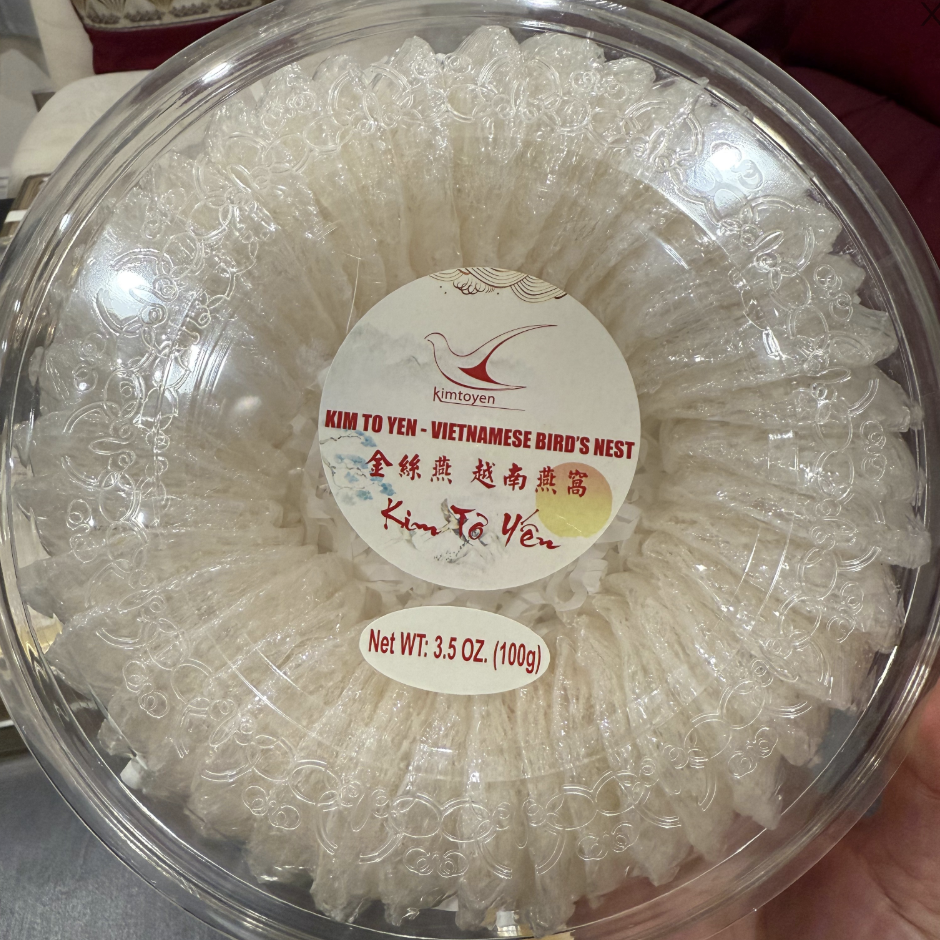 kimtoyen
KIM TO YEN - VIETNAMESE BIRD'S NEST
金絲燕 越南燕窩
Kim Tơ Yến
Net WT: 3.5 OZ. (100g)